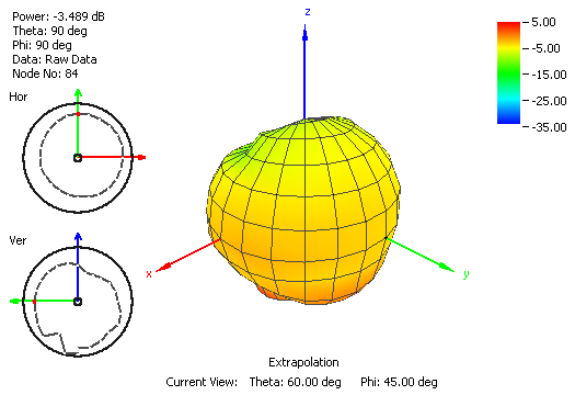 Power: -3.489 dB
Theta: 90 deg
Phi: 90 deg
Data: Raw Data
Node No: 84
Hor
Ver
z
x
y
5.00
-5.00
-15.00
-25.00
-35.00
Extrapolation
Current View: Theta: 60.00 deg Phi: 45.00 deg